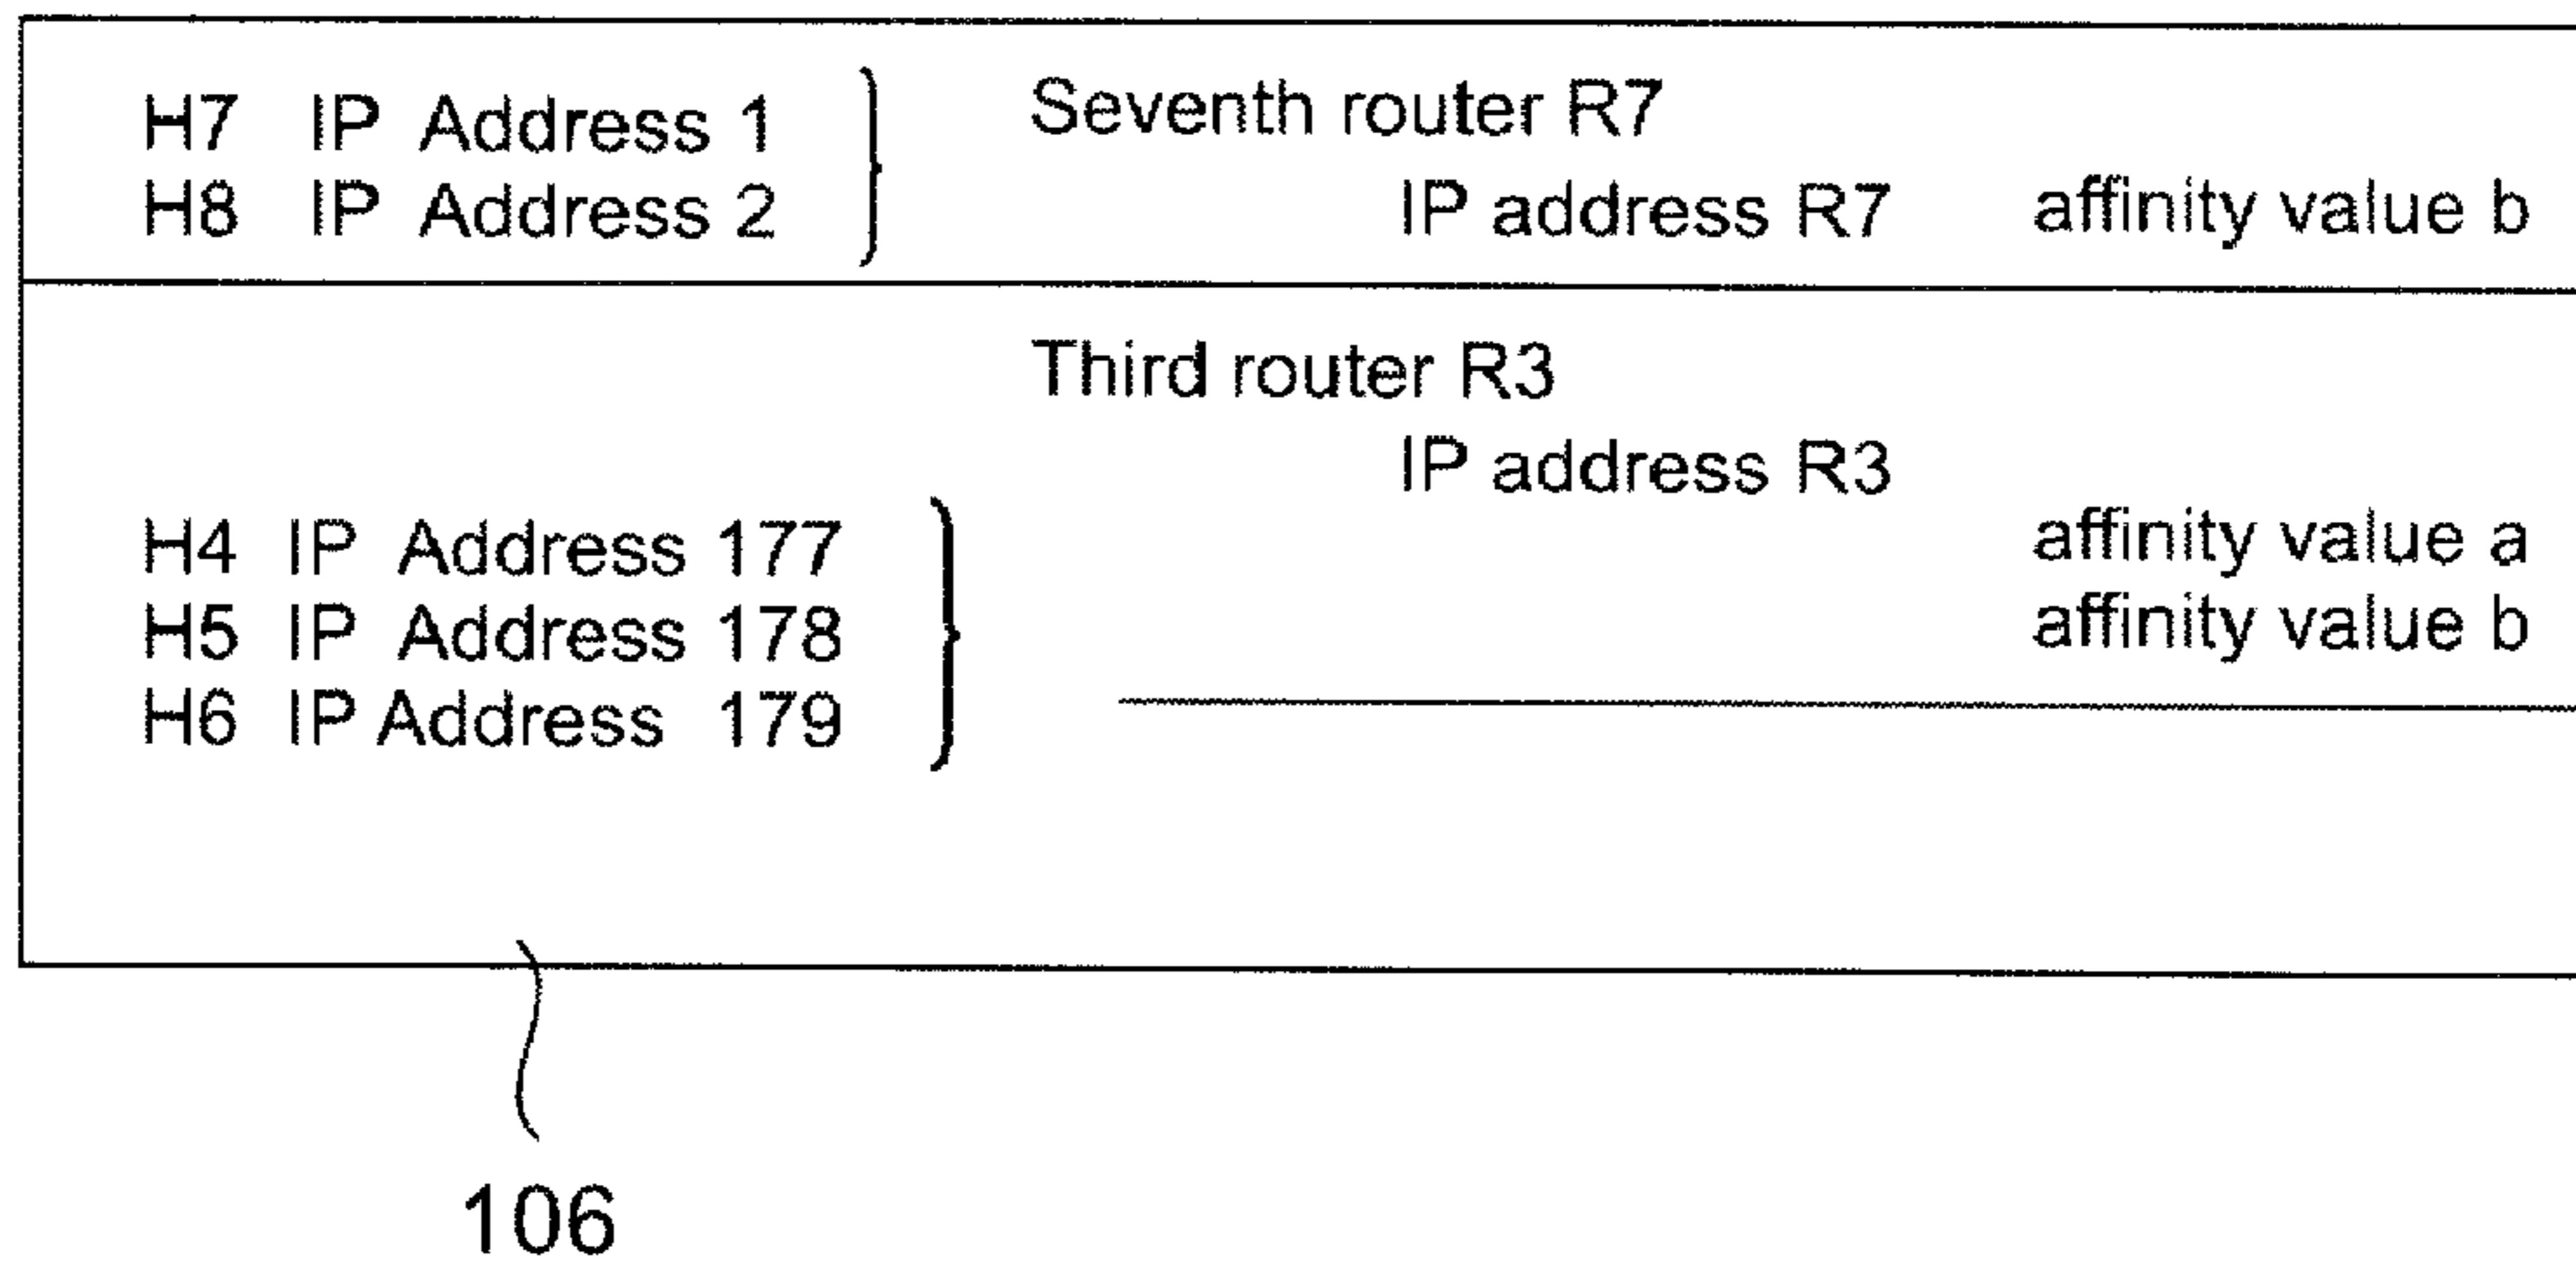 H7 IP Address 1 Seventh router R7
H8 IP Address 2 IP address R7 affinity value b
Third router R3
IP address R3
H4 IP Address 177 affinity value a
H5 IP Address 178 affinity value b
H6 IP Address 179
106